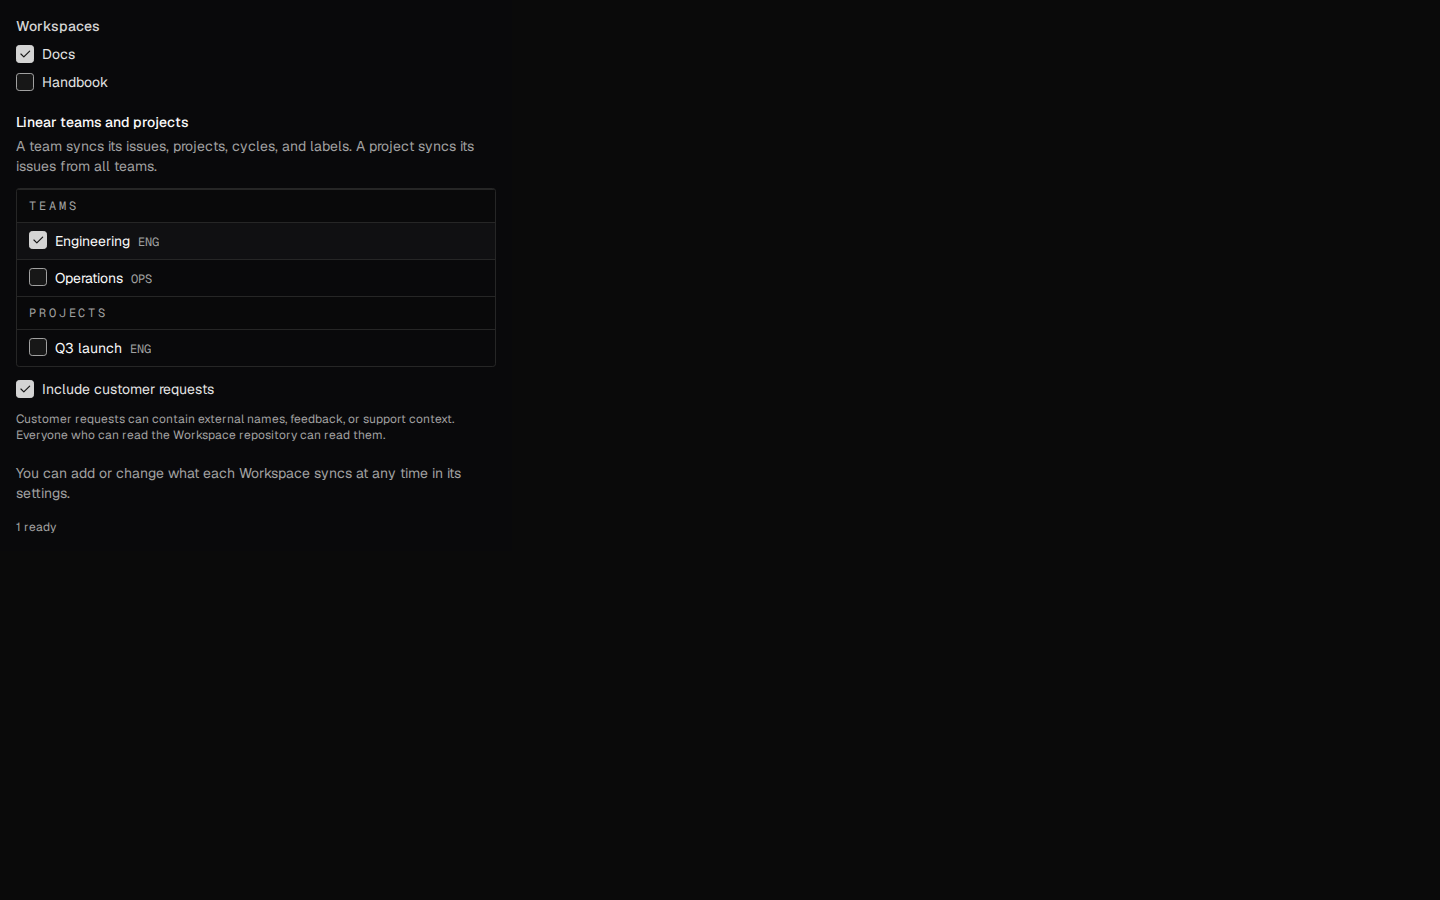 Workspaces
Docs
Handbook
Linear teams and projects
A team syncs its issues, projects, cycles, and labels. A project syncs its
issues from all teams.
TEAMS
Engineering ENG
Operations OPS
PROJECTS
Q3 launch ENG
Include customer requests
Customer requests can contain external names, feedback, or support context.
Everyone who can read the Workspace repository can read them.
You can add or change what each Workspace syncs at any time in its
settings.
1 ready